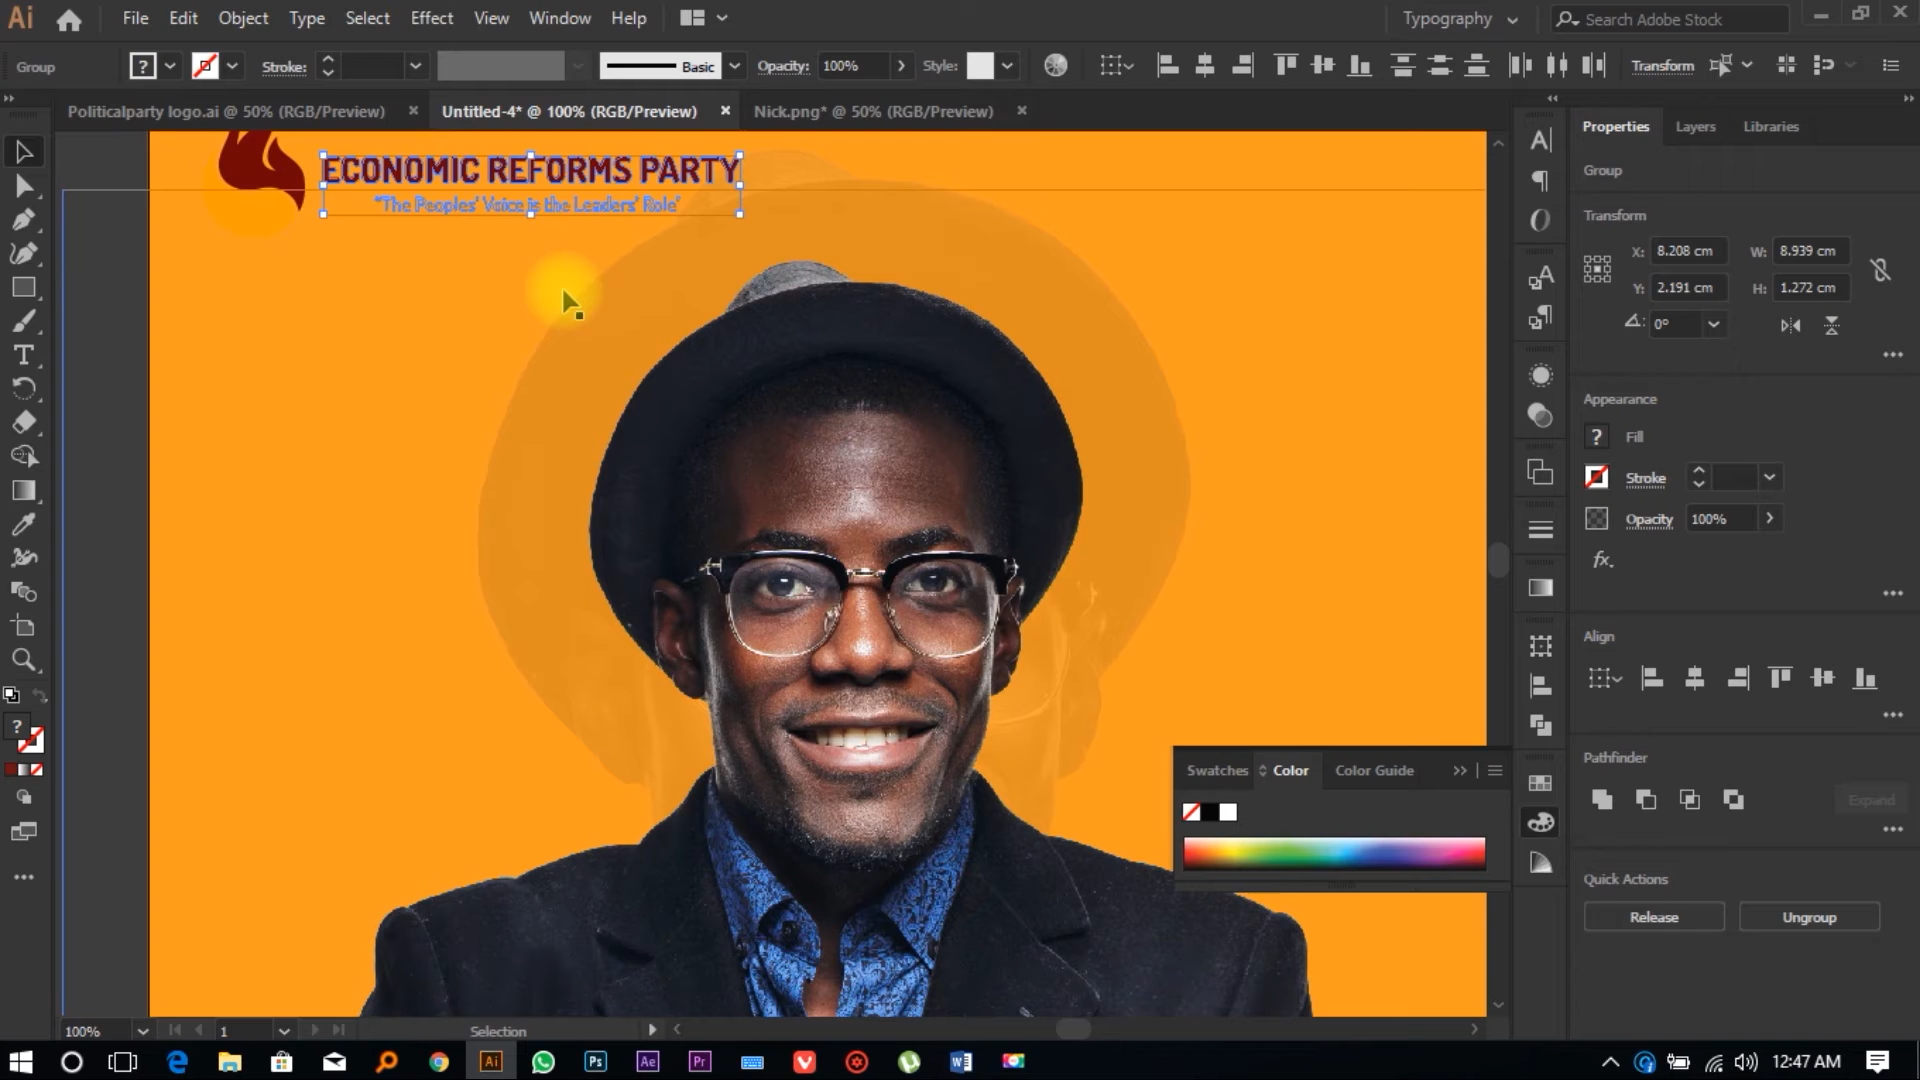 Ai File Edit Object Type Select Effect View Window Help Typography Search Adobe Stock
Group ? Stroke: Basic Opacity: 100% Style: Transform
Politicalparty logo.ai @ 50% (RGB/Preview) × Untitled-4* @ 100% (RGB/Preview) × Nick.png* @ 50% (RGB/Preview) ×
ECONOMIC REFORMS PARTY
"The Peoples' Voice is the Leaders' Role"
Properties Layers Libraries
Group
Transform
X: 8.208 cm W: 8.939 cm
Y: 2.191 cm H: 1.272 cm
0°
Appearance
? Fill
Stroke
Opacity 100%
fx.
Align
Pathfinder
Expand
Quick Actions
Release Ungroup
Swatches Color Color Guide
100% 1 Selection
Ai Ps Ae Pr 12:47 AM